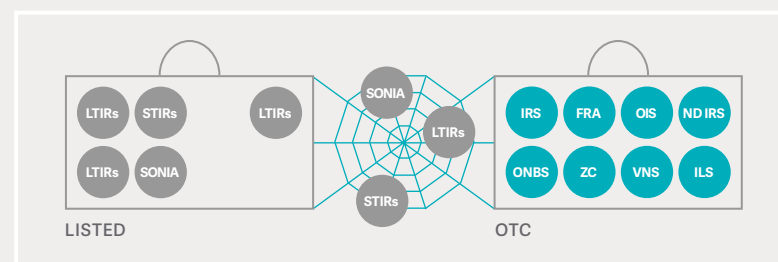 LTIRs STIRs LTIRs
LTIRs SONIA
SONIA
LTIRs
STIRs
IRS FRA OIS ND IRS
ONBS ZC VNS ILS
LISTED
OTC